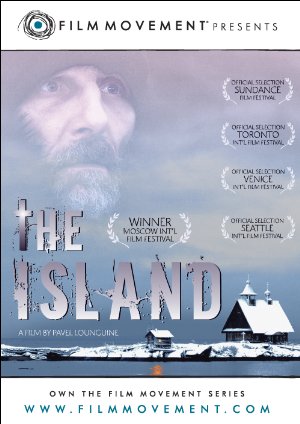 FILM MOVEMENT® PRESENTS
OFFICIAL SELECTION
SUNDANCE
FILM FESTIVAL
OFFICIAL SELECTION
TORONTO
INT'L FILM FESTIVAL
OFFICIAL SELECTION
VENICE
INT'L FILM FESTIVAL
WINNER
MOSCOW INT'L
FILM FESTIVAL
OFFICIAL SELECTION
SEATTLE
INT'L FILM FESTIVAL
THE
ISLAND
A FILM BY PAVEL LOUNGUINE
OWN THE FILM MOVEMENT SERIES
WWW.FILMMOVEMENT.COM